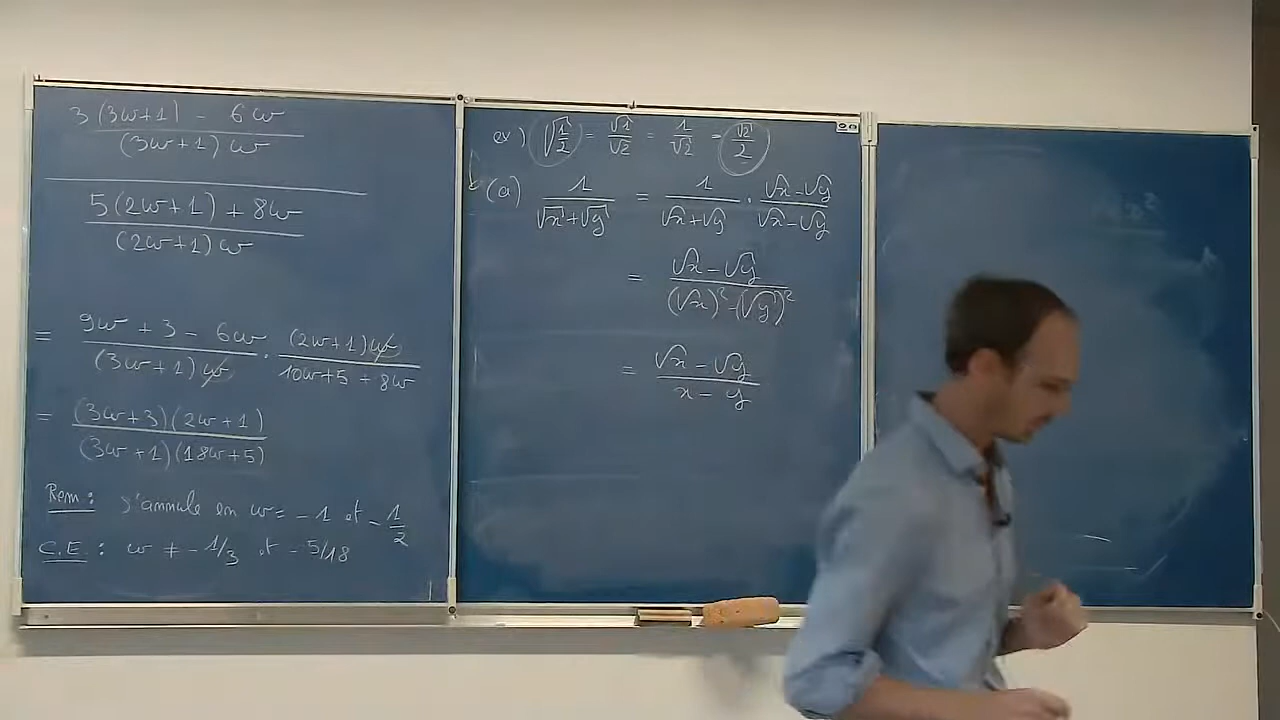 3(3w+1) - 6w
(3w+1) w
5(2w+1) + 8w
(2w+1) w
= 9w + 3 - 6w / (3w+1) w . (2w+1) w / 10w+5 + 8w
= (3w+3)(2w+1) / (3w+1)(18w+5)
Rem : s'annule en w = -1 et -1/2
C.E. : w ≠ -1/3 et -5/18
ex) √(1/2) = √1/√2 = 1/√2 = √2/2
(a) 1/(√x+√y) = 1/(√x+√y) . (√x-√y)/(√x-√y)
= (√x-√y)/((√x)²-(√y)²)
= (√x-√y)/(x-y)